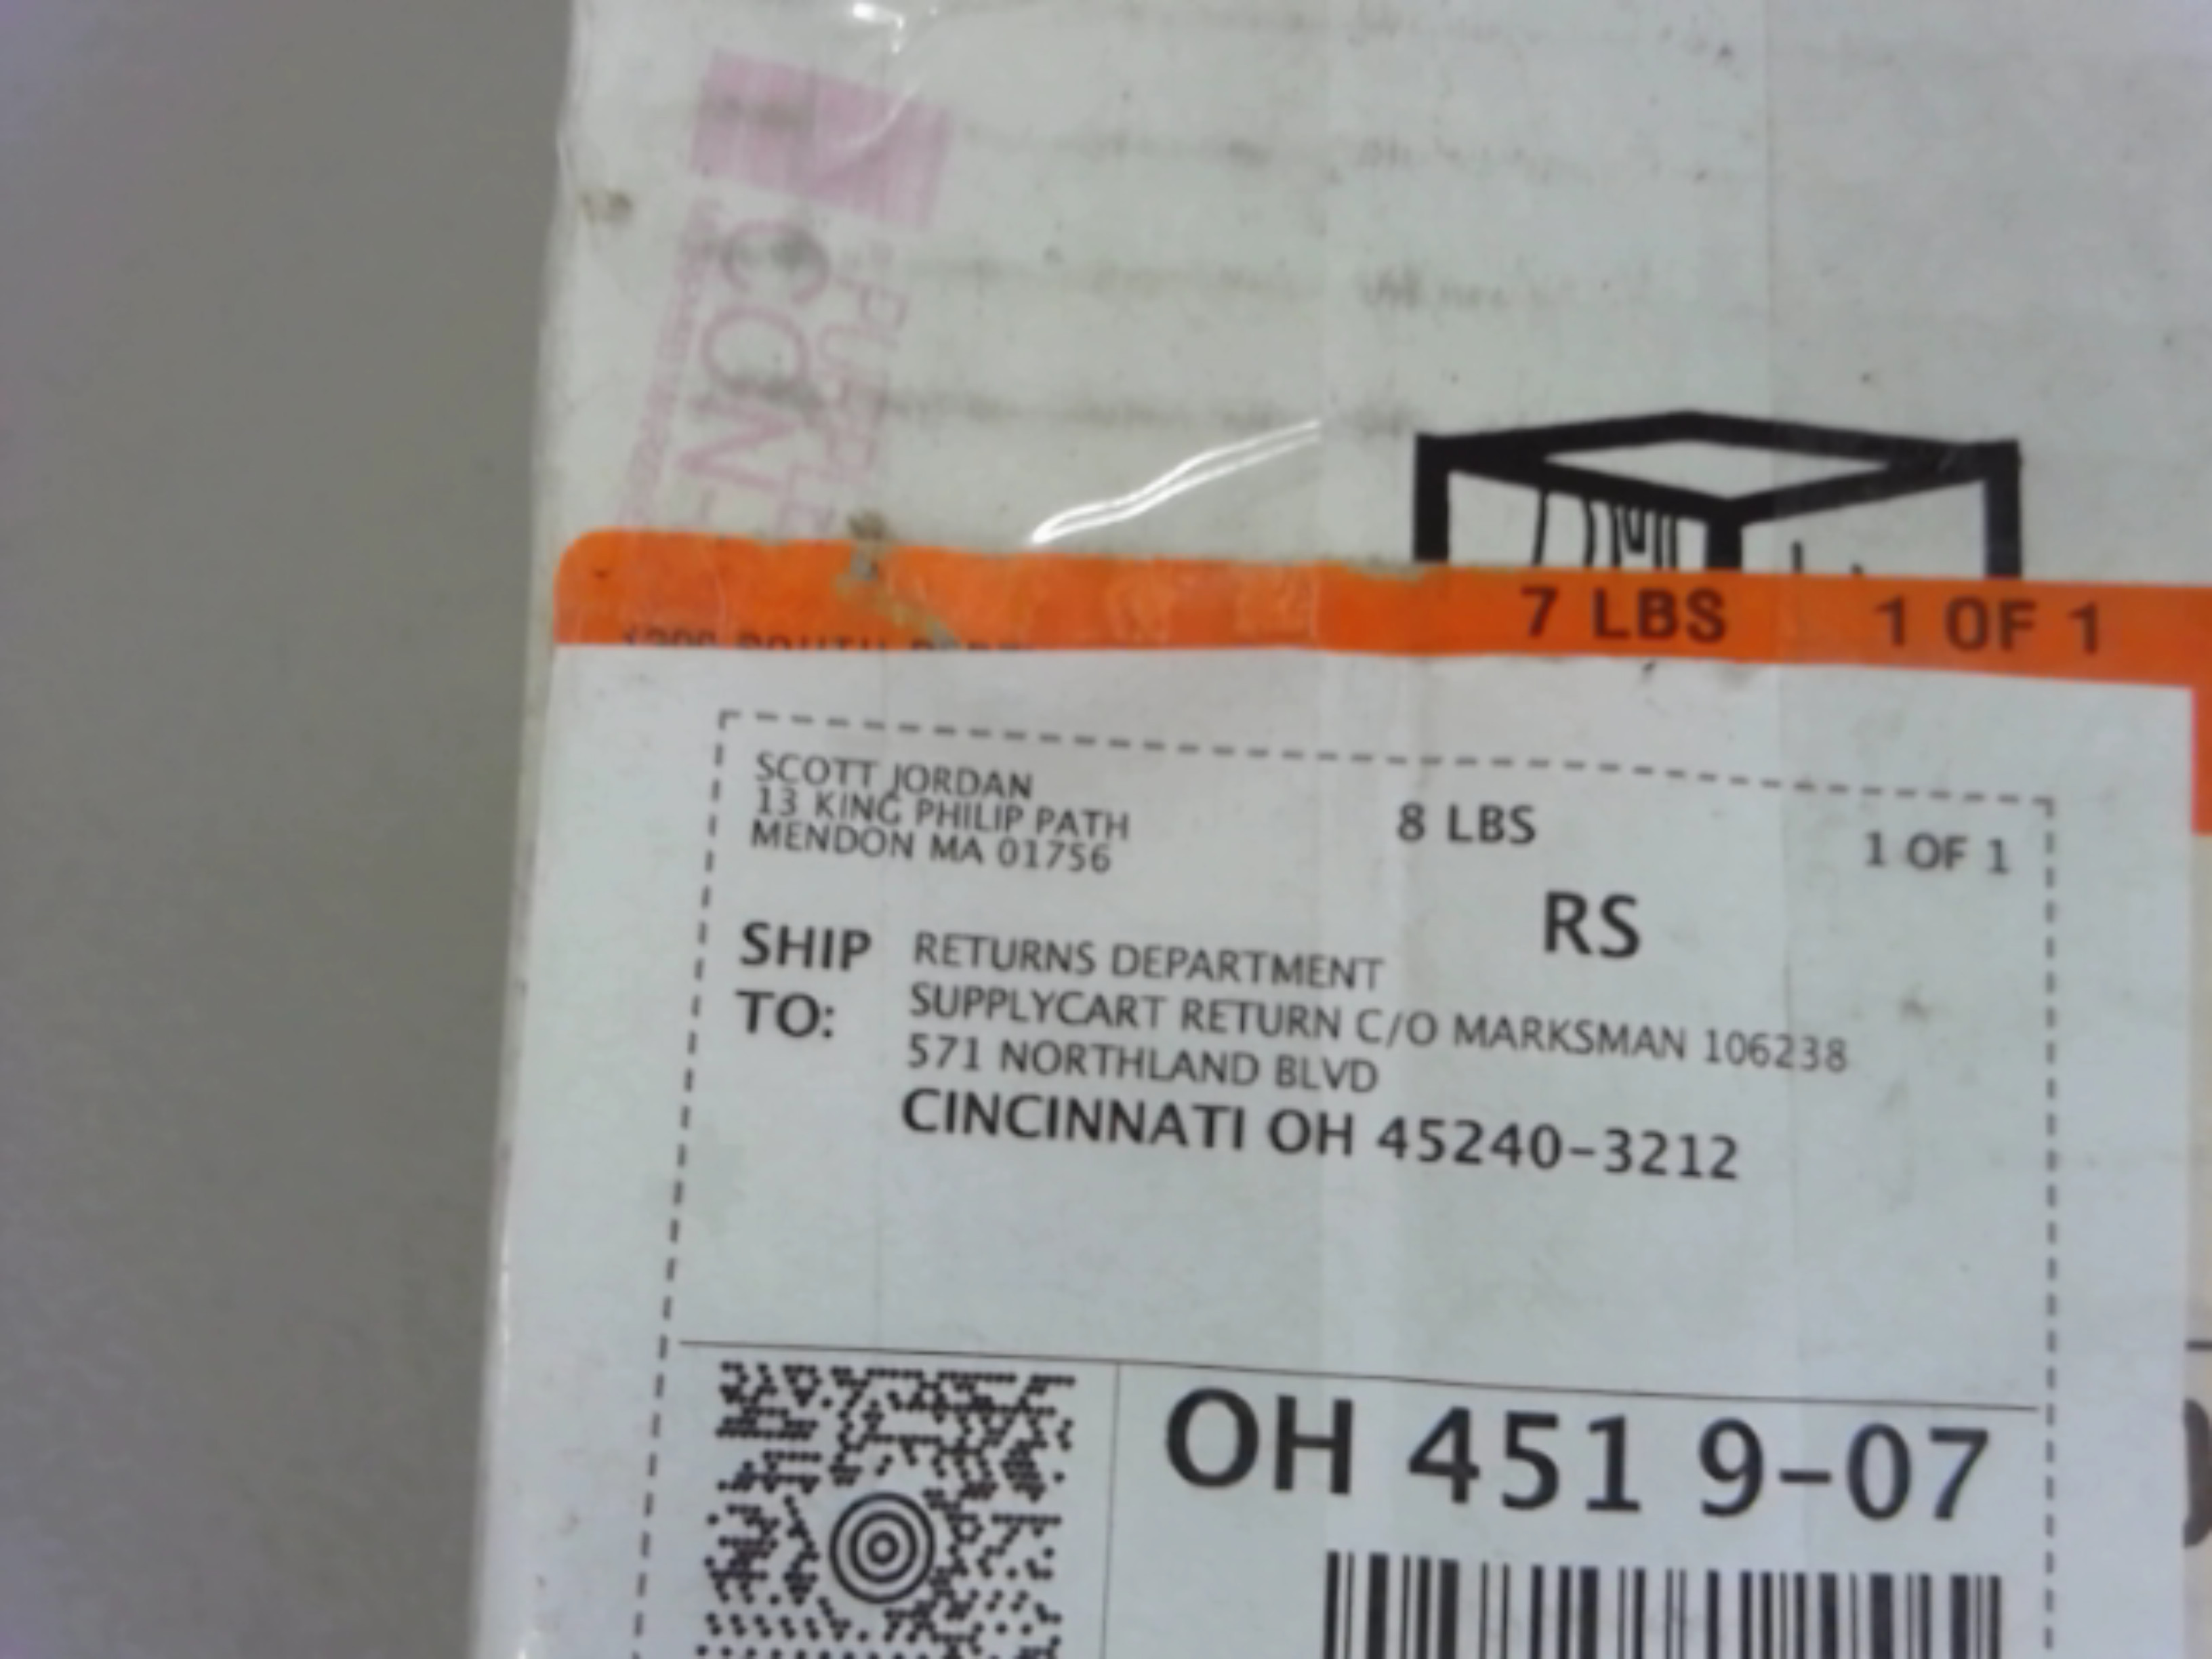 CON
7 LBS 1 OF 1
SCOTT JORDAN
13 KING PHILIP PATH
MENDON MA 01756
8 LBS
1 OF 1
RS
SHIP TO:
RETURNS DEPARTMENT
SUPPLYCART RETURN C/O MARKSMAN 106238
571 NORTHLAND BLVD
CINCINNATI OH 45240-3212
OH 451 9-07